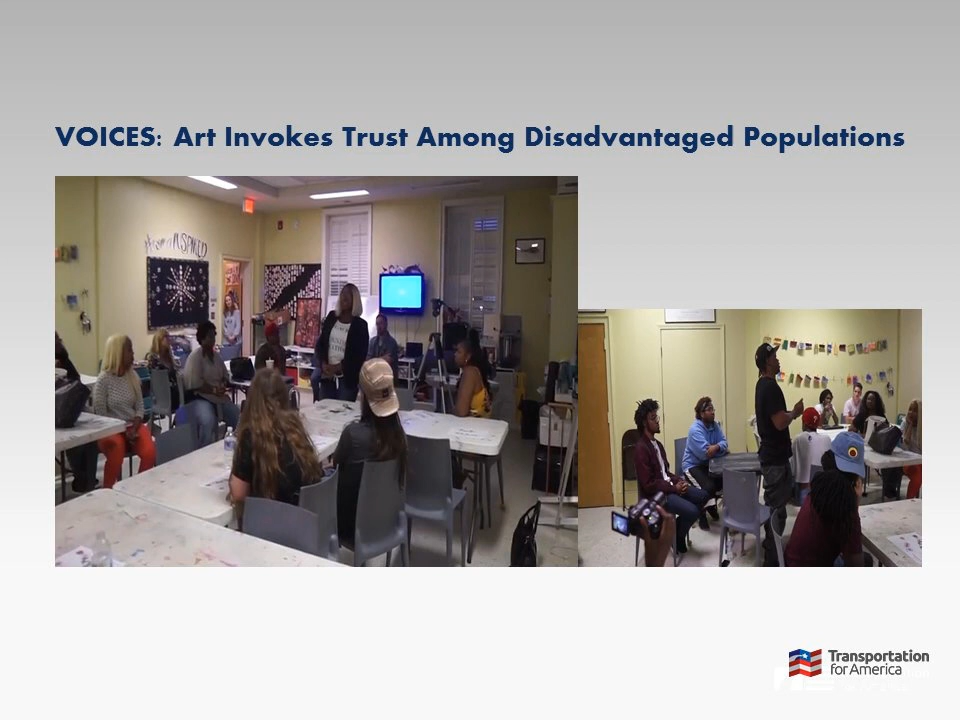 VOICES: Art Invokes Trust Among Disadvantaged Populations
Transportation
for America